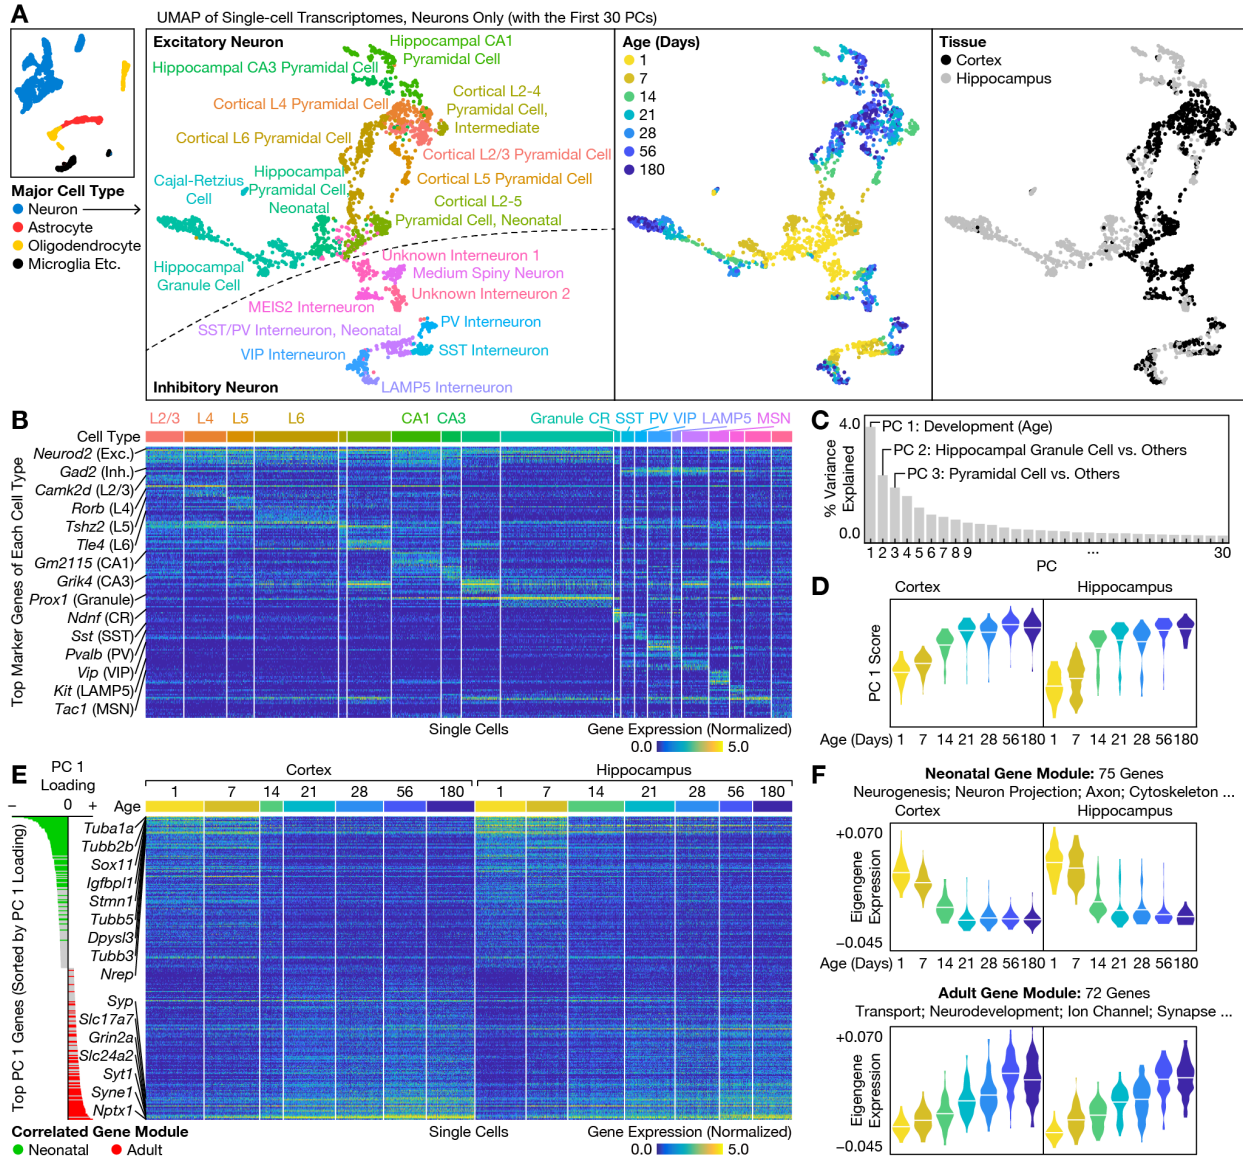 A
UMAP of Single-cell Transcriptomes, Neurons Only (with the First 30 PCs)
Major Cell Type
Neuron
Astrocyte
Oligodendrocyte
Microglia Etc.
Excitatory Neuron
Hippocampal CA1
Pyramidal Cell
Hippocampal CA3 Pyramidal Cell
Cortical L4 Pyramidal Cell
Cortical L2-4
Pyramidal Cell,
Intermediate
Cortical L6 Pyramidal Cell
Cortical L2/3 Pyramidal Cell
Cajal-Retzius
Cell
Hippocampal
Pyramidal Cell,
Neonatal
Cortical L5 Pyramidal Cell
Cortical L2-5
Pyramidal Cell, Neonatal
Hippocampal
Granule Cell
Unknown Interneuron 1
Medium Spiny Neuron
Unknown Interneuron 2
MEIS2 Interneuron
SST/PV Interneuron, Neonatal
PV Interneuron
VIP Interneuron
SST Interneuron
LAMP5 Interneuron
Inhibitory Neuron
Age (Days)
1
7
14
21
28
56
180
Tissue
Cortex
Hippocampus
B
L2/3 L4 L5 L6 CA1 CA3 Granule CR SST PV VIP LAMP5 MSN
Cell Type
Top Marker Genes of Each Cell Type
Neurod2 (Exc.)
Gad2 (Inh.)
Camk2d (L2/3)
Rorb (L4)
Tshz2 (L5)
Tle4 (L6)
Gm2115 (CA1)
Grik4 (CA3)
Prox1 (Granule)
Ndnf (CR)
Sst (SST)
Pvalb (PV)
Vip (VIP)
Kit (LAMP5)
Tac1 (MSN)
Single Cells
Gene Expression (Normalized)
0.0 5.0
C
% Variance
Explained
4.0
0.0
PC 1: Development (Age)
PC 2: Hippocampal Granule Cell vs. Others
PC 3: Pyramidal Cell vs. Others
1 2 3 4 5 6 7 8 9 ... 30
PC
D
Cortex Hippocampus
PC 1 Score
Age (Days) 1 7 14 21 28 56 180 1 7 14 21 28 56 180
E
PC 1
Loading
− 0 +
Cortex Hippocampus
Age
1 7 14 21 28 56 180 1 7 14 21 28 56 180
Top PC 1 Genes (Sorted by PC 1 Loading)
Tuba1a
Tubb2b
Sox11
Igfbpl1
Stmn1
Tubb5
Dpysl3
Tubb3
Nrep
Syp
Slc17a7
Grin2a
Slc24a2
Syt1
Syne1
Nptx1
Correlated Gene Module
Neonatal Adult
Single Cells
Gene Expression (Normalized)
0.0 5.0
F
Neonatal Gene Module: 75 Genes
Neurogenesis; Neuron Projection; Axon; Cytoskeleton ...
Cortex Hippocampus
Eigengene
Expression
+0.070
−0.045
Age (Days) 1 7 14 21 28 56 180 1 7 14 21 28 56 180
Adult Gene Module: 72 Genes
Transport; Neurodevelopment; Ion Channel; Synapse ...
Eigengene
Expression
+0.070
−0.045